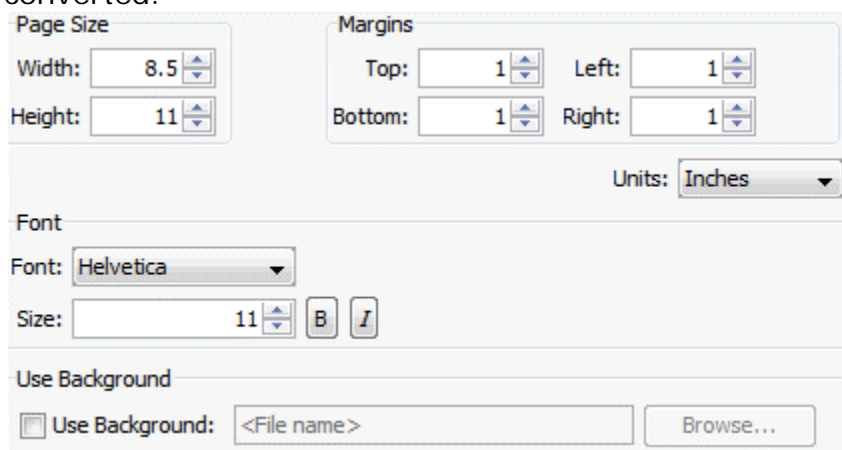 converted.
Page Size Margins
Width: 8.5 Top: 1 Left: 1
Height: 11 Bottom: 1 Right: 1
Units: Inches
Font
Font: Helvetica
Size: 11 B I
Use Background
Use Background: <File name> Browse...